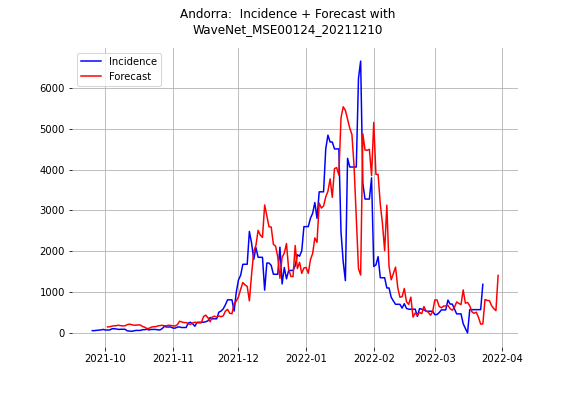 Andorra:  Incidence + Forecast with
WaveNet_MSE00124_20211210
Incidence
Forecast
6000
5000
4000
3000
2000
1000
0
2021-10 2021-11 2021-12 2022-01 2022-02 2022-03 2022-04